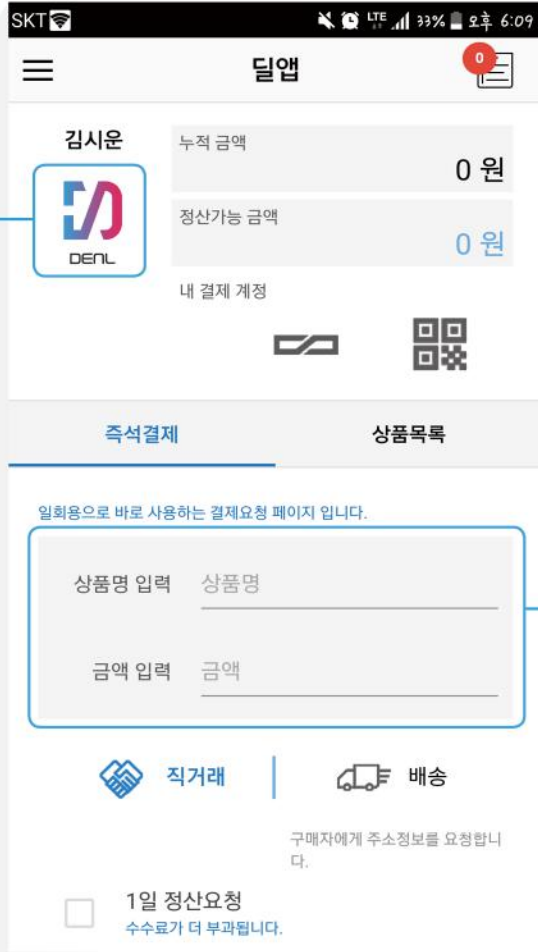 SKT
LTE 33% 오후 6:09
딜앱
0
김시운
DEAL
누적 금액
0 원
정산가능 금액
0 원
내 결제 계정
즉석결제
상품목록
일회용으로 바로 사용하는 결제요청 페이지 입니다.
상품명 입력 상품명
금액 입력 금액
직거래
배송
구매자에게 주소정보를 요청합니
다.
1일 정산요청
수수료가 더 부과됩니다.